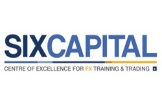 SIXCAPITAL
CENTRE OF EXCELLENCE FOR FX TRAINING & TRADING